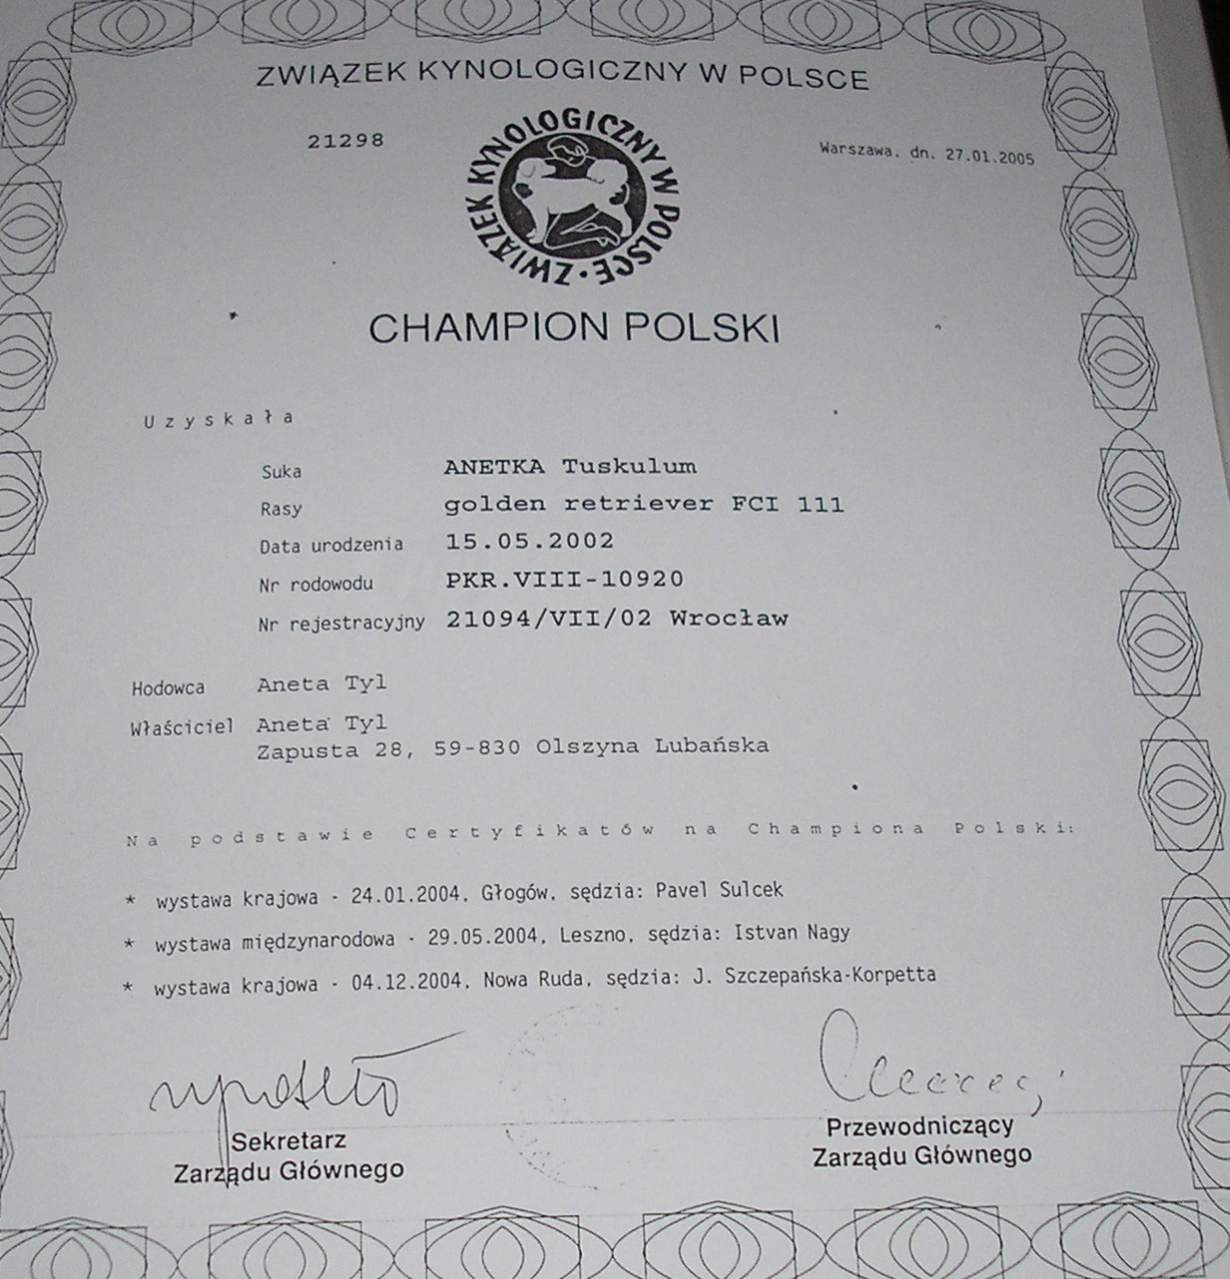 ZWIĄZEK KYNOLOGICZNY W POLSCE
21298
Warszawa, dn. 27.01.2005
ZWIĄZEK KYNOLOGICZNY W POLSCE ·
CHAMPION POLSKI
Uzyskała
Suka ANETKA Tuskulum
Rasy golden retriever FCI 111
Data urodzenia 15.05.2002
Nr rodowodu PKR.VIII-10920
Nr rejestracyjny 21094/VII/02 Wrocław
Hodowca Aneta Tyl
Właściciel Aneta Tyl
Zapusta 28, 59-830 Olszyna Lubańska
Na podstawie Certyfikatów na Championa Polski:
* wystawa krajowa - 24.01.2004, Głogów, sędzia: Pavel Sulcek
* wystawa międzynarodowa - 29.05.2004, Leszno, sędzia: Istvan Nagy
* wystawa krajowa - 04.12.2004, Nowa Ruda, sędzia: J. Szczepańska-Korpetta
Sekretarz
Zarządu Głównego
Przewodniczący
Zarządu Głównego